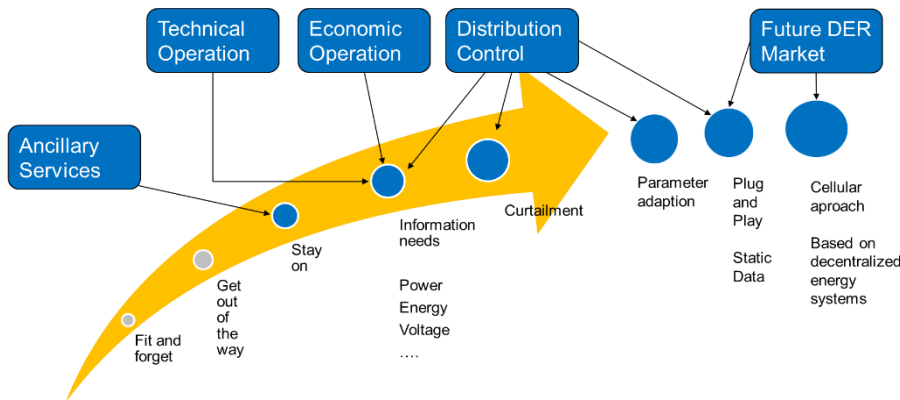 Technical
Operation
Economic
Operation
Distribution
Control
Future DER
Market
Ancillary
Services
Fit and
forget
Get
out
of
the
way
Stay
on
Information
needs
Power
Energy
Voltage
....
Curtailment
Parameter
adaption
Plug
and
Play
Static
Data
Cellular
aproach
Based on
decentralized
energy
systems